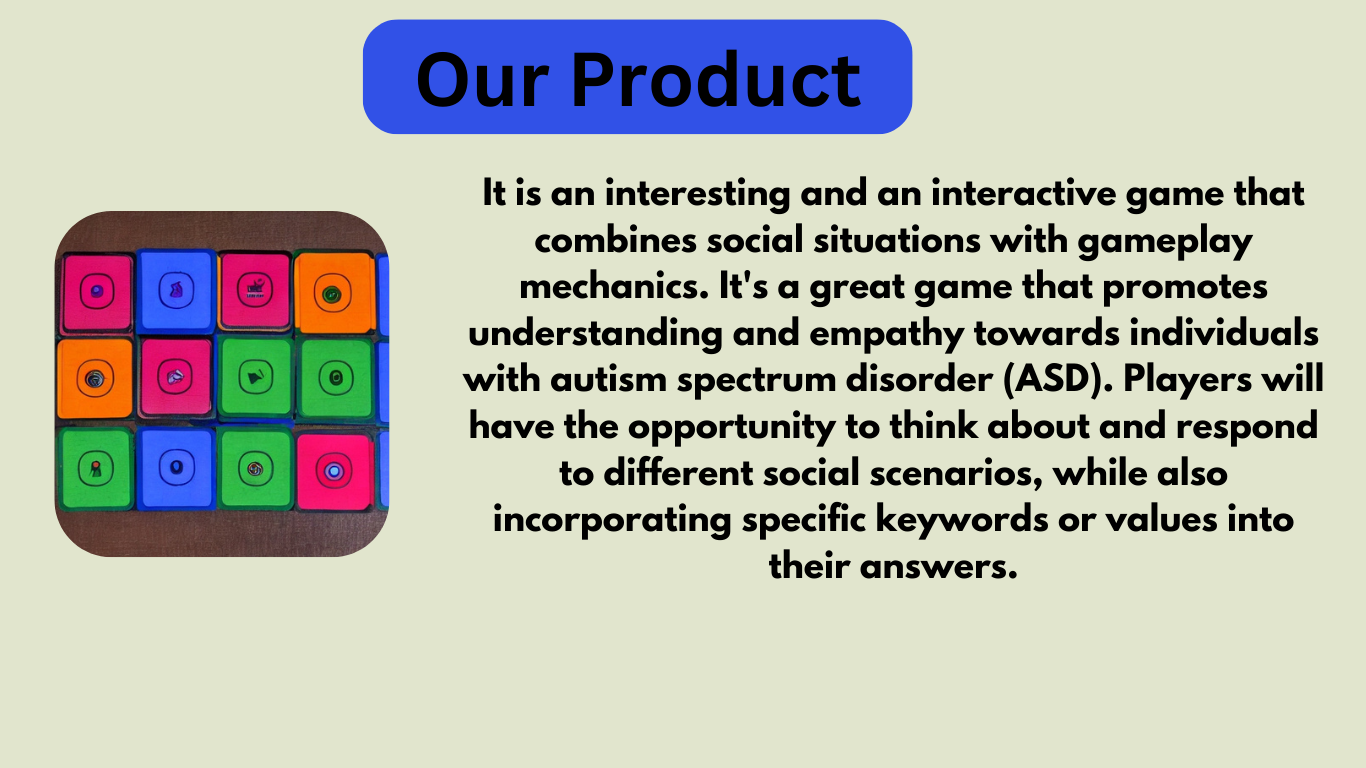 Our Product
It is an interesting and an interactive game that
combines social situations with gameplay
mechanics. It's a great game that promotes
understanding and empathy towards individuals
with autism spectrum disorder (ASD). Players will
have the opportunity to think about and respond
to different social scenarios, while also
incorporating specific keywords or values into
their answers.